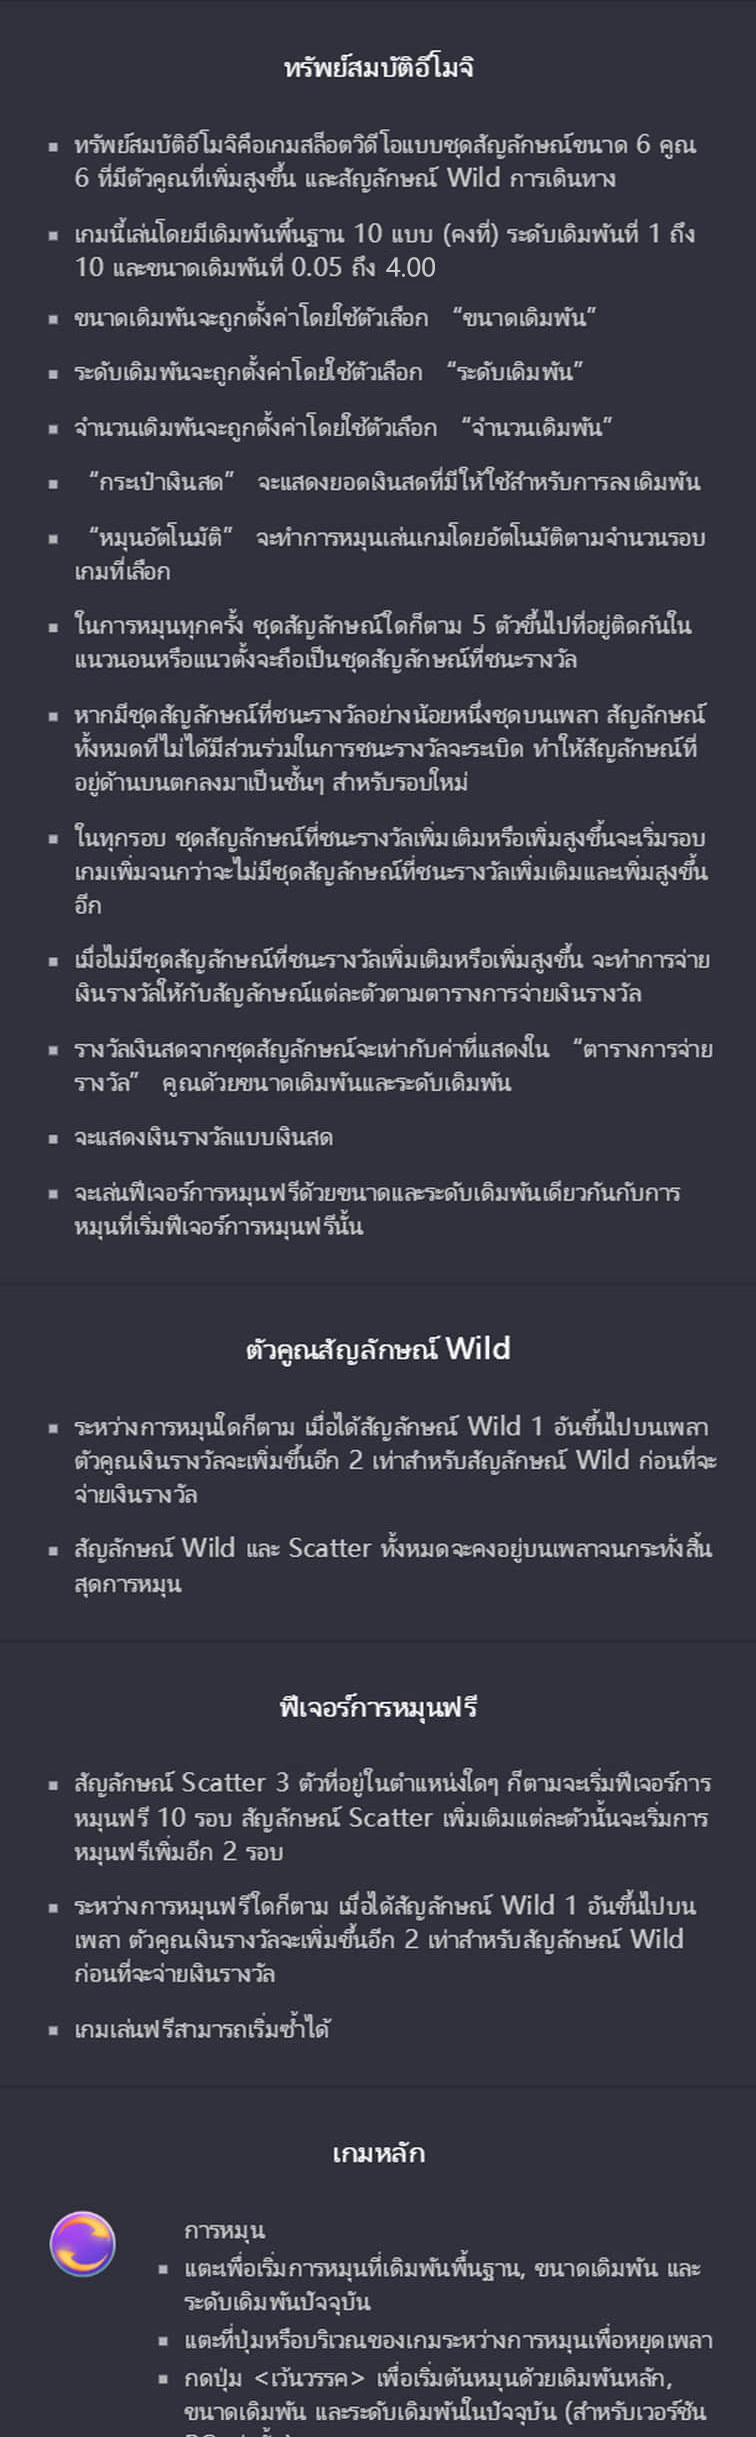 ทรัพย์สมบัติอีโมจิ
▪ ทรัพย์สมบัติอีโมจิคือเกมสล็อตวิดีโอแบบชุดสัญลักษณ์ขนาด 6 คูณ
6 ที่มีตัวคูณที่เพิ่มสูงขึ้น และสัญลักษณ์ Wild การเดินทาง
▪ เกมนี้เล่นโดยมีเดิมพันพื้นฐาน 10 แบบ (คงที่) ระดับเดิมพันที่ 1 ถึง
10 และขนาดเดิมพันที่ 0.05 ถึง 4.00
▪ ขนาดเดิมพันจะถูกตั้งค่าโดยใช้ตัวเลือก “ขนาดเดิมพัน”
▪ ระดับเดิมพันจะถูกตั้งค่าโดยใช้ตัวเลือก “ระดับเดิมพัน”
▪ จำนวนเดิมพันจะถูกตั้งค่าโดยใช้ตัวเลือก “จำนวนเดิมพัน”
▪ “กระเป๋าเงินสด” จะแสดงยอดเงินสดที่มีให้ใช้สำหรับการลงเดิมพัน
▪ “หมุนอัตโนมัติ” จะทำการหมุนเล่นเกมโดยอัตโนมัติตามจำนวนรอบ
เกมที่เลือก
▪ ในการหมุนทุกครั้ง ชุดสัญลักษณ์ใดก็ตาม 5 ตัวขึ้นไปที่อยู่ติดกันใน
แนวนอนหรือแนวตั้งจะถือเป็นชุดสัญลักษณ์ที่ชนะรางวัล
▪ หากมีชุดสัญลักษณ์ที่ชนะรางวัลอย่างน้อยหนึ่งชุดบนเพลา สัญลักษณ์
ทั้งหมดที่ไม่ได้มีส่วนร่วมในการชนะรางวัลจะระเบิด ทำให้สัญลักษณ์ที่
อยู่ด้านบนตกลงมาเป็นชั้นๆ สำหรับรอบใหม่
▪ ในทุกรอบ ชุดสัญลักษณ์ที่ชนะรางวัลเพิ่มเติมหรือเพิ่มสูงขึ้นจะเริ่มรอบ
เกมเพิ่มจนกว่าจะไม่มีชุดสัญลักษณ์ที่ชนะรางวัลเพิ่มเติมและเพิ่มสูงขึ้น
อีก
▪ เมื่อไม่มีชุดสัญลักษณ์ที่ชนะรางวัลเพิ่มเติมหรือเพิ่มสูงขึ้น จะทำการจ่าย
เงินรางวัลให้กับสัญลักษณ์แต่ละตัวตามตารางการจ่ายเงินรางวัล
▪ รางวัลเงินสดจากชุดสัญลักษณ์จะเท่ากับค่าที่แสดงใน “ตารางการจ่าย
รางวัล” คูณด้วยขนาดเดิมพันและระดับเดิมพัน
▪ จะแสดงเงินรางวัลแบบเงินสด
▪ จะเล่นฟีเจอร์การหมุนฟรีด้วยขนาดและระดับเดิมพันเดียวกันกับการ
หมุนที่เริ่มฟีเจอร์การหมุนฟรีนั้น
ตัวคูณสัญลักษณ์ Wild
▪ ระหว่างการหมุนใดก็ตาม เมื่อได้สัญลักษณ์ Wild 1 อันขึ้นไปบนเพลา
ตัวคูณเงินรางวัลจะเพิ่มขึ้นอีก 2 เท่าสำหรับสัญลักษณ์ Wild ก่อนที่จะ
จ่ายเงินรางวัล
▪ สัญลักษณ์ Wild และ Scatter ทั้งหมดจะคงอยู่บนเพลาจนกระทั่งสิ้น
สุดการหมุน
ฟีเจอร์การหมุนฟรี
▪ สัญลักษณ์ Scatter 3 ตัวที่อยู่ในตำแหน่งใดๆ ก็ตามจะเริ่มฟีเจอร์การ
หมุนฟรี 10 รอบ สัญลักษณ์ Scatter เพิ่มเติมแต่ละตัวนั้นจะเริ่มการ
หมุนฟรีเพิ่มอีก 2 รอบ
▪ ระหว่างการหมุนฟรีใดก็ตาม เมื่อได้สัญลักษณ์ Wild 1 อันขึ้นไปบน
เพลา ตัวคูณเงินรางวัลจะเพิ่มขึ้นอีก 2 เท่าสำหรับสัญลักษณ์ Wild
ก่อนที่จะจ่ายเงินรางวัล
▪ เกมเล่นฟรีสามารถเริ่มซ้ำได้
เกมหลัก
การหมุน
▪ แตะเพื่อเริ่มการหมุนที่เดิมพันพื้นฐาน, ขนาดเดิมพัน และ
ระดับเดิมพันปัจจุบัน
▪ แตะที่ปุ่มหรือบริเวณของเกมระหว่างการหมุนเพื่อหยุดเพลา
▪ กดปุ่ม <เว้นวรรค> เพื่อเริ่มต้นหมุนด้วยเดิมพันหลัก,
ขนาดเดิมพัน และระดับเดิมพันในปัจจุบัน (สำหรับเวอร์ชัน